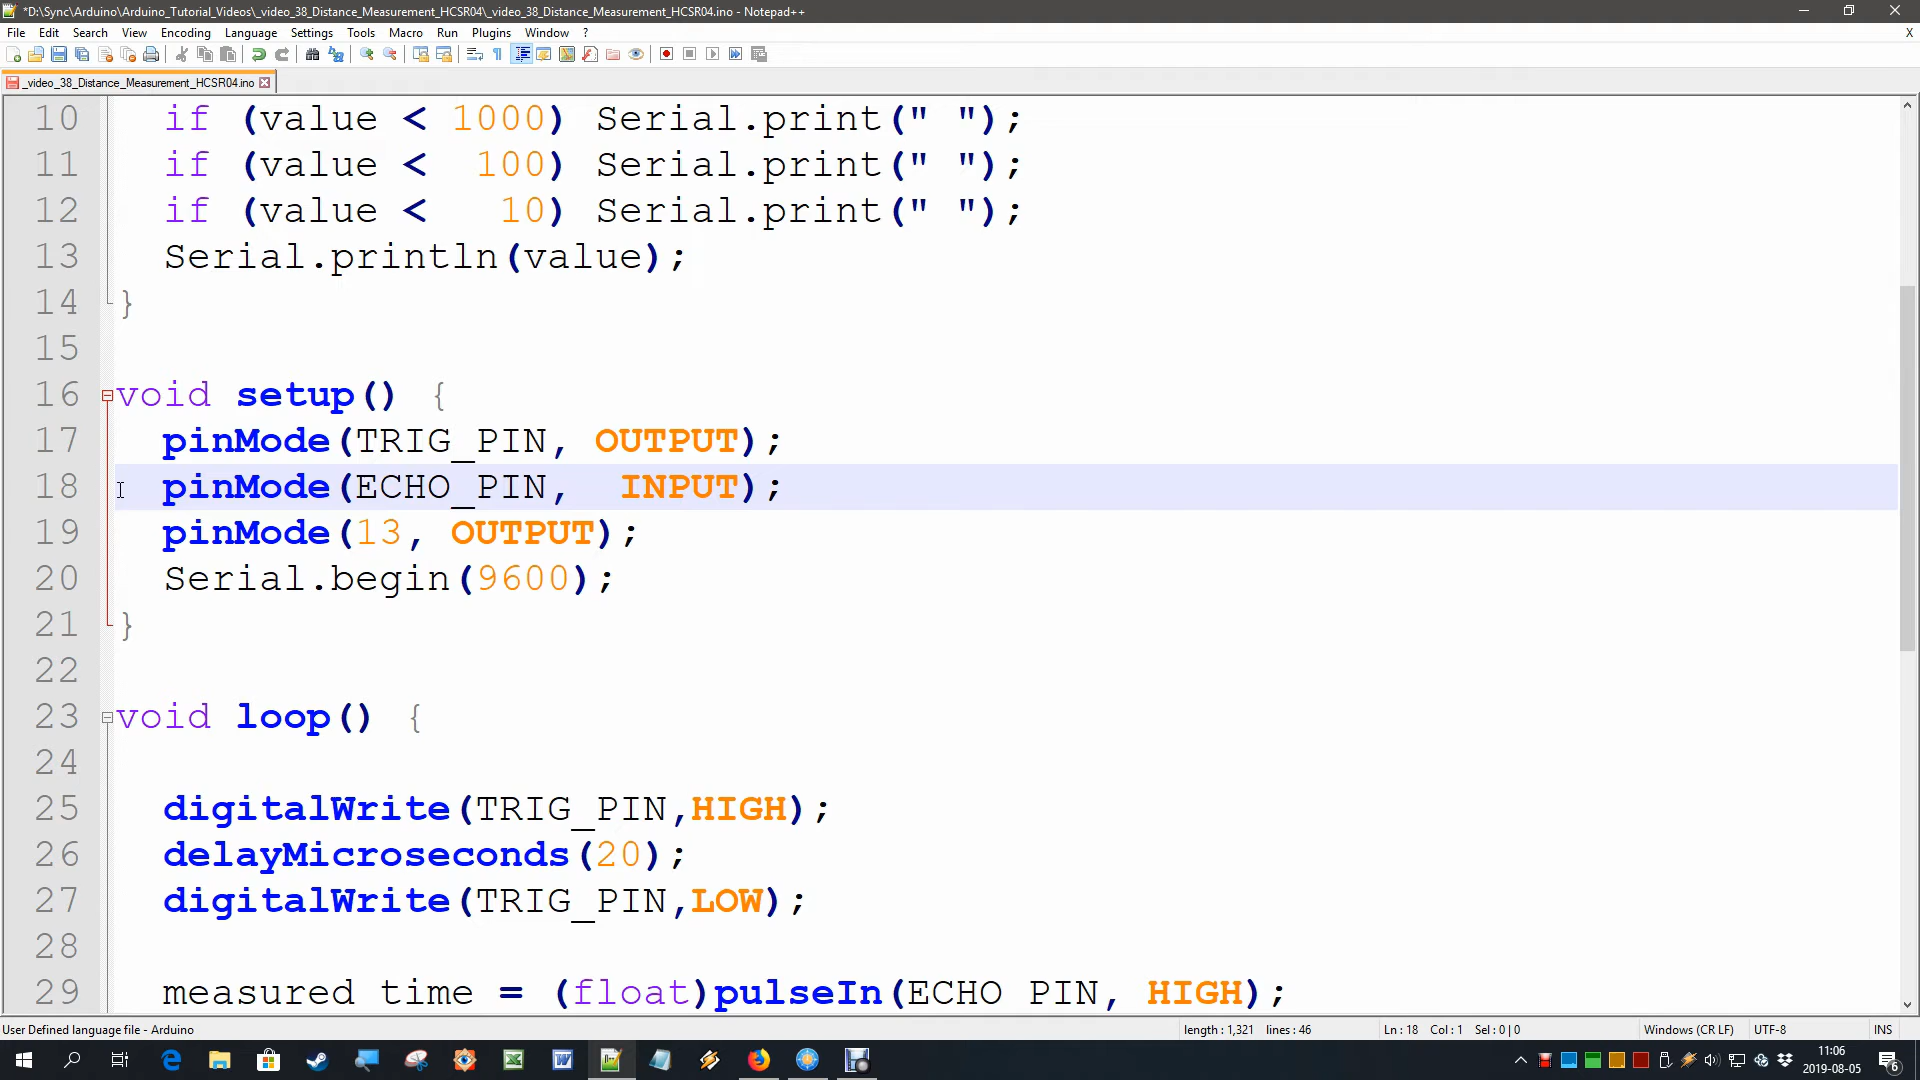 *D:\Sync\Arduino\Arduino_Tutorial_Videos\_video_38_Distance_Measurement_HCSR04\_video_38_Distance_Measurement_HCSR04.ino - Notepad++
File Edit Search View Encoding Language Settings Tools Macro Run Plugins Window ? X
_video_38_Distance_Measurement_HCSR04.ino
10 if (value < 1000) Serial.print(" ");
11 if (value <  100) Serial.print(" ");
12 if (value <   10) Serial.print(" ");
13 Serial.println(value);
14 }
15
16 void setup() {
17 pinMode(TRIG_PIN, OUTPUT);
18 pinMode(ECHO_PIN,  INPUT);
19 pinMode(13, OUTPUT);
20 Serial.begin(9600);
21 }
22
23 void loop() {
24
25 digitalWrite(TRIG_PIN,HIGH);
26 delayMicroseconds(20);
27 digitalWrite(TRIG_PIN,LOW);
28
29 measured time = (float)pulseIn(ECHO PIN, HIGH);
User Defined language file - Arduino length : 1,321 lines : 46 Ln : 18 Col : 1 Sel : 0 | 0 Windows (CR LF) UTF-8 INS
11:06
2019-08-05
6